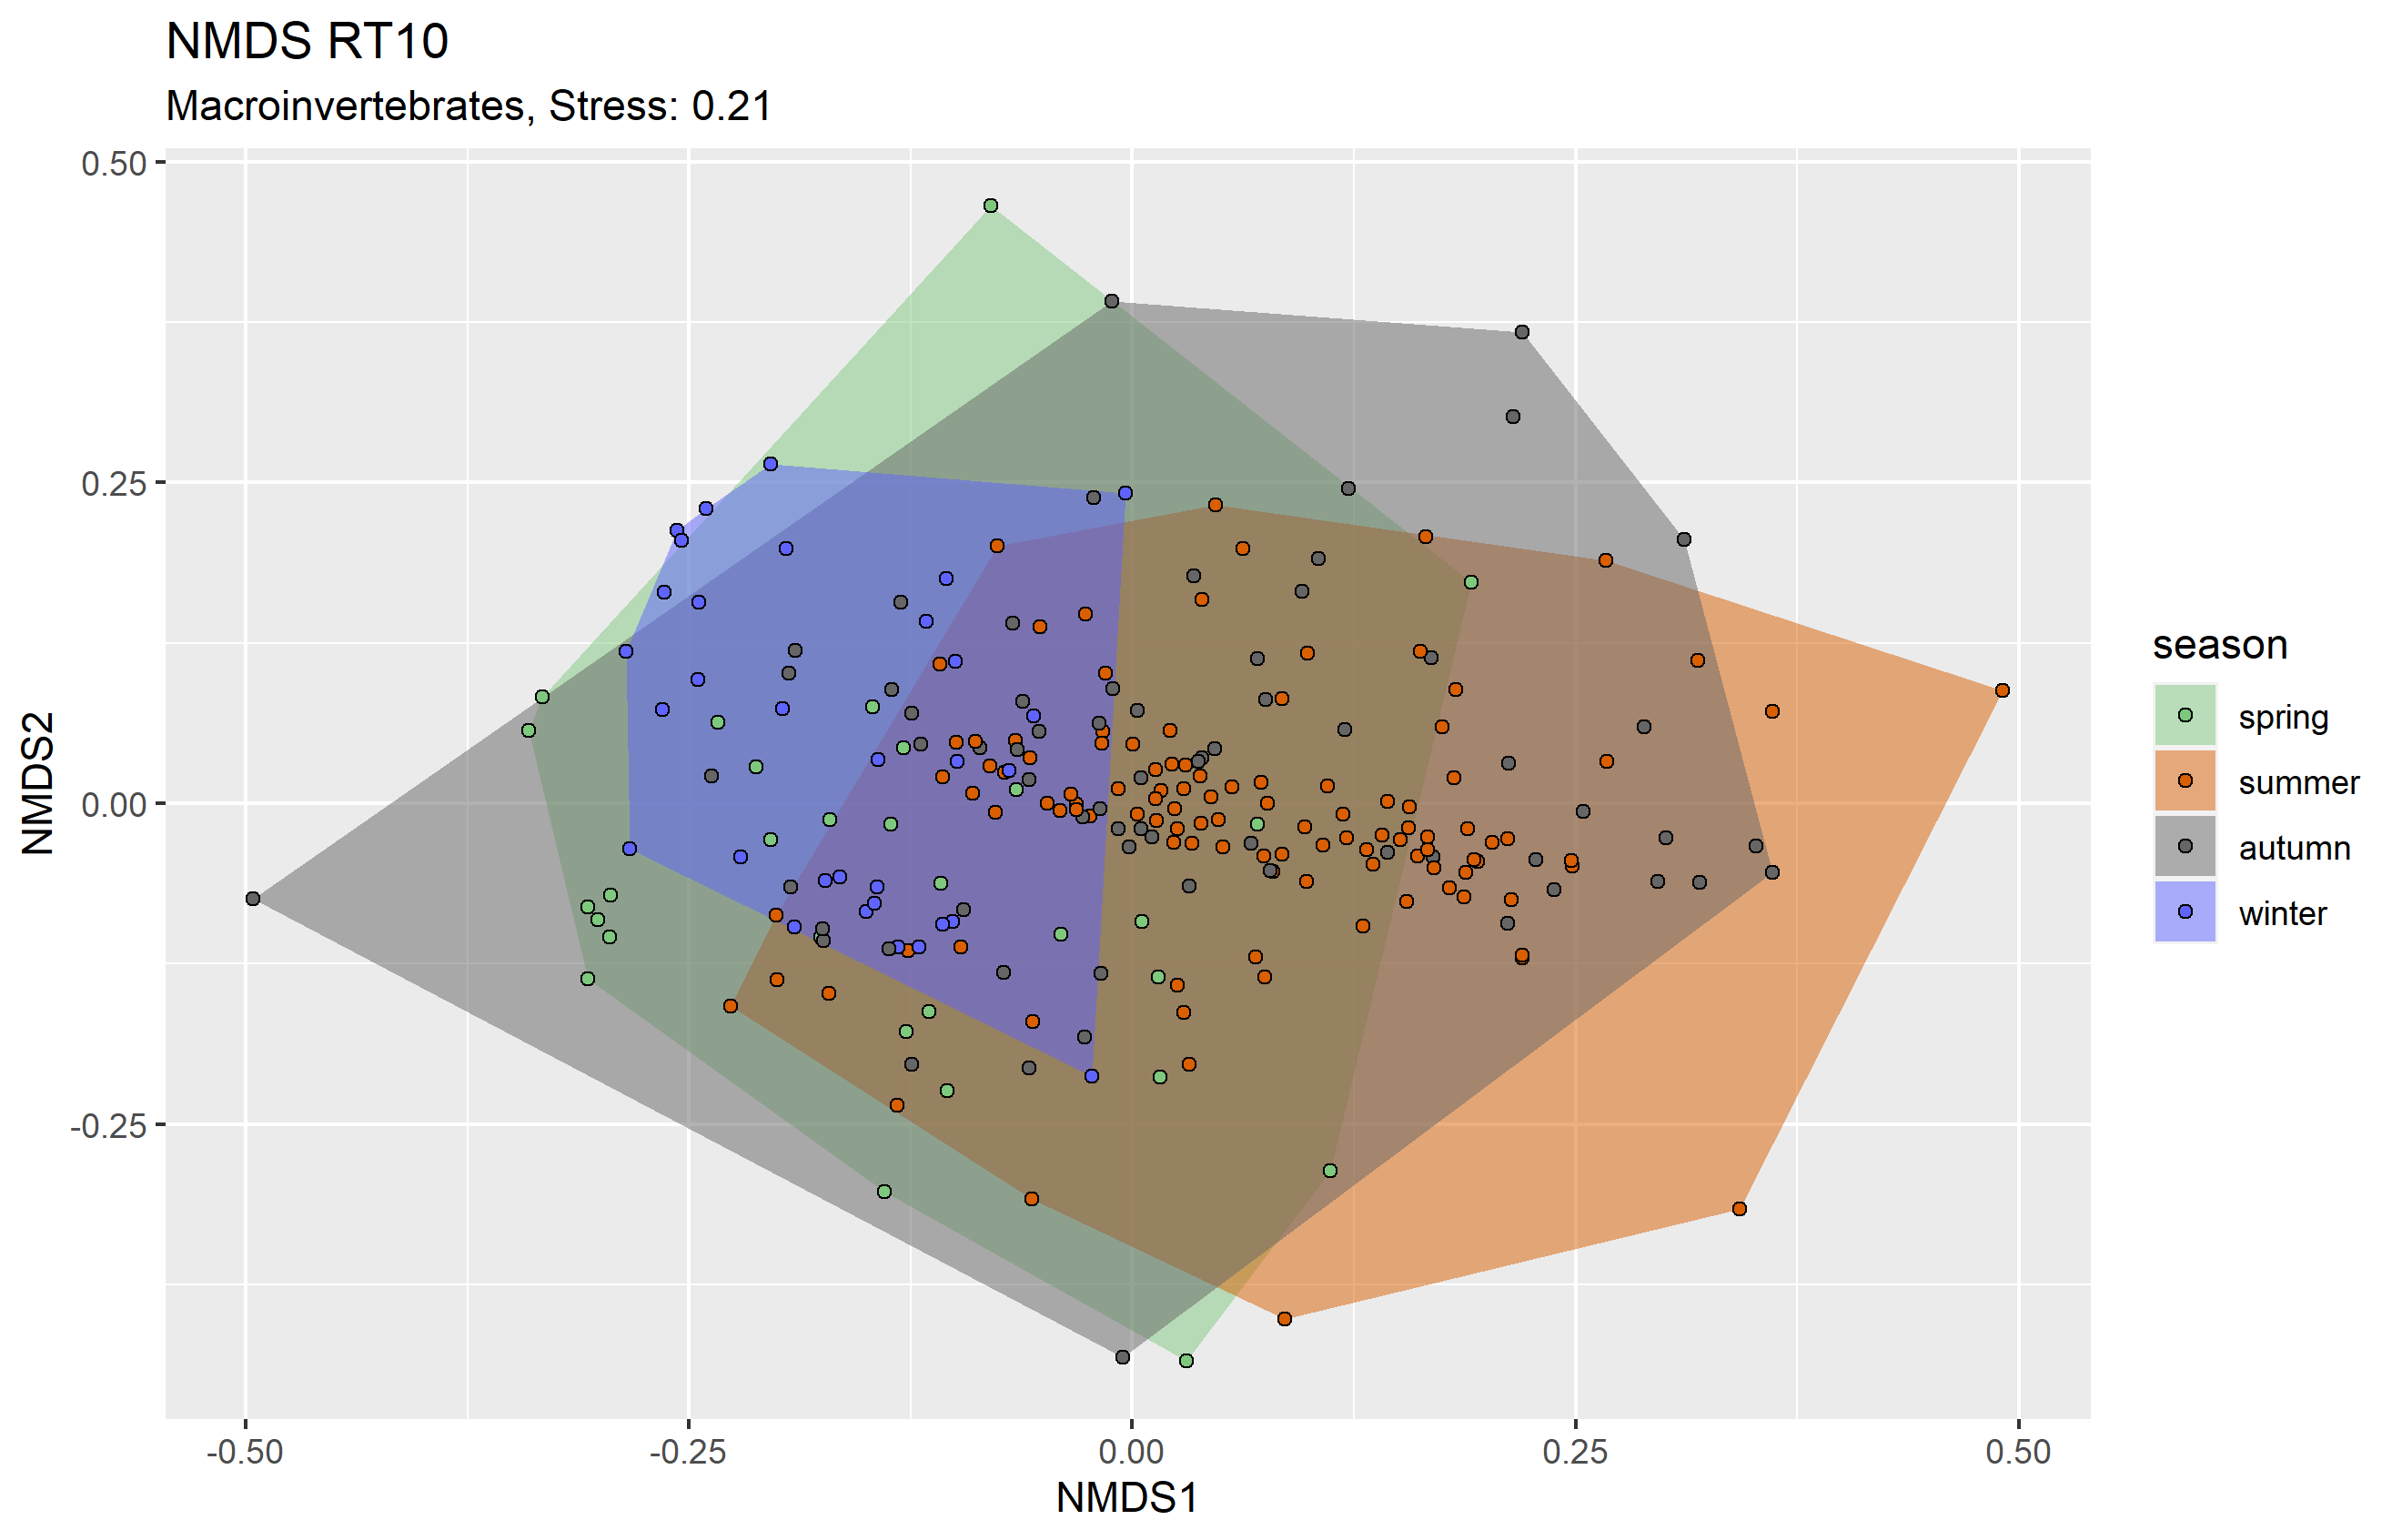 NMDS RT10
Macroinvertebrates, Stress: 0.21
0.50
0.25
0.00
-0.25
NMDS2
-0.50
-0.25
0.00
0.25
0.50
NMDS1
season
spring
summer
autumn
winter